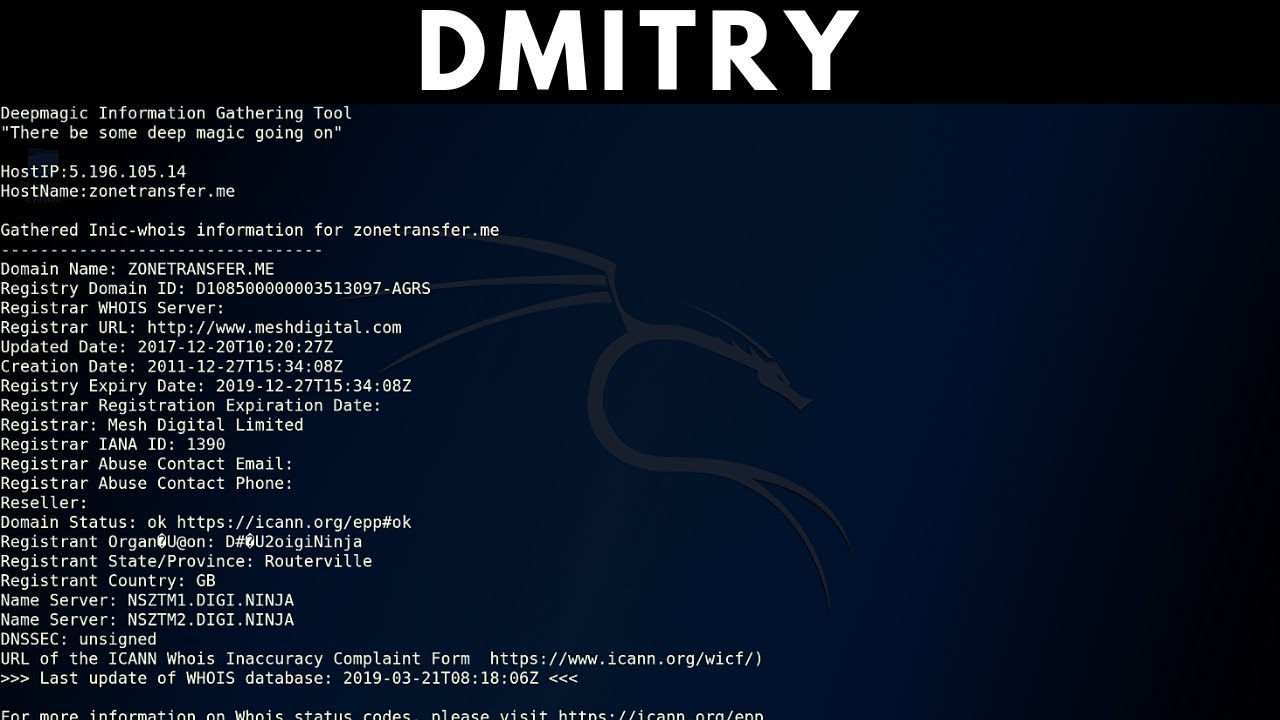 DMITRY
Deepmagic Information Gathering Tool
"There be some deep magic going on"
HostIP:5.196.105.14
HostName:zonetransfer.me
Gathered Inic-whois information for zonetransfer.me
---------------------------------
Domain Name: ZONETRANSFER.ME
Registry Domain ID: D108500000003513097-AGRS
Registrar WHOIS Server:
Registrar URL: http://www.meshdigital.com
Updated Date: 2017-12-20T10:20:27Z
Creation Date: 2011-12-27T15:34:08Z
Registry Expiry Date: 2019-12-27T15:34:08Z
Registrar Registration Expiration Date:
Registrar: Mesh Digital Limited
Registrar IANA ID: 1390
Registrar Abuse Contact Email:
Registrar Abuse Contact Phone:
Reseller:
Domain Status: ok https://icann.org/epp#ok
Registrant Organ�U@on: D#�U2oigiNinja
Registrant State/Province: Routerville
Registrant Country: GB
Name Server: NSZTM1.DIGI.NINJA
Name Server: NSZTM2.DIGI.NINJA
DNSSEC: unsigned
URL of the ICANN Whois Inaccuracy Complaint Form  https://www.icann.org/wicf/)
>>> Last update of WHOIS database: 2019-03-21T08:18:06Z <<<
For more information on Whois status codes, please visit https://icann.org/epp